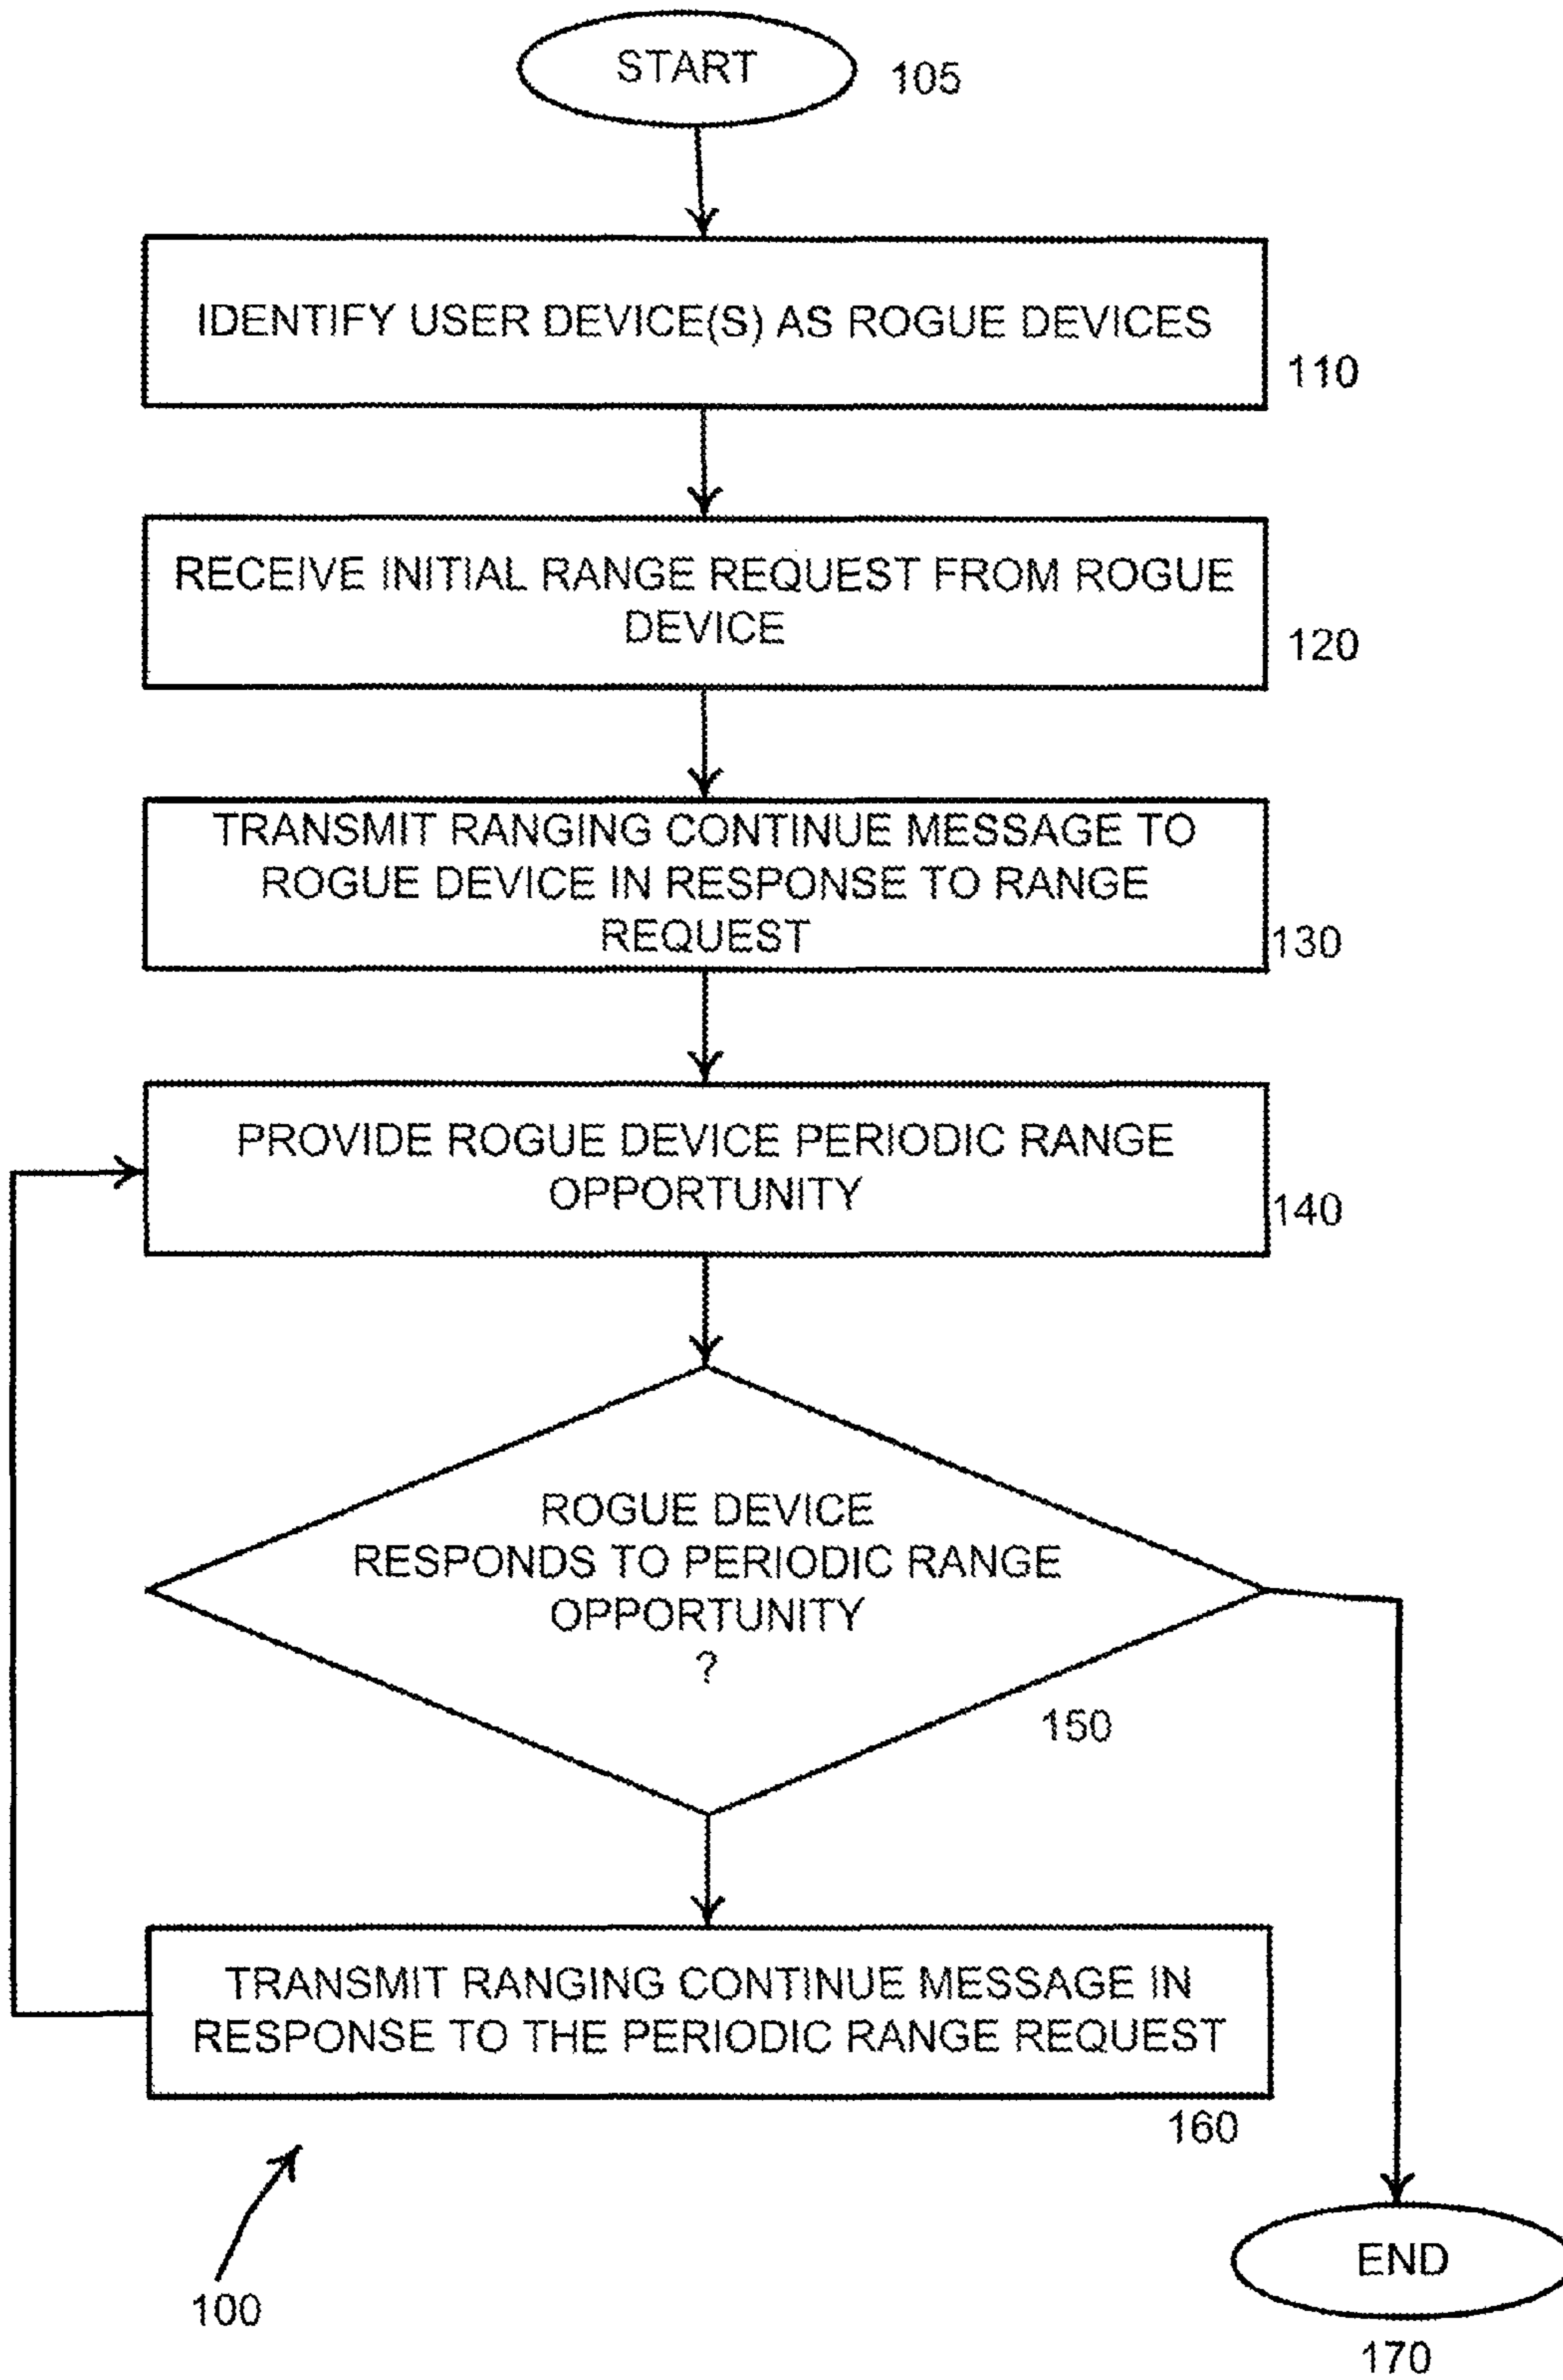 START
105
IDENTIFY USER DEVICE(S) AS ROGUE DEVICES
110
RECEIVE INITIAL RANGE REQUEST FROM ROGUE
DEVICE
120
TRANSMIT RANGING CONTINUE MESSAGE TO
ROGUE DEVICE IN RESPONSE TO RANGE
REQUEST
130
PROVIDE ROGUE DEVICE PERIODIC RANGE
OPPORTUNITY
140
ROGUE DEVICE
RESPONDS TO PERIODIC RANGE
OPPORTUNITY
?
150
TRANSMIT RANGING CONTINUE MESSAGE IN
RESPONSE TO THE PERIODIC RANGE REQUEST
160
100
END
170